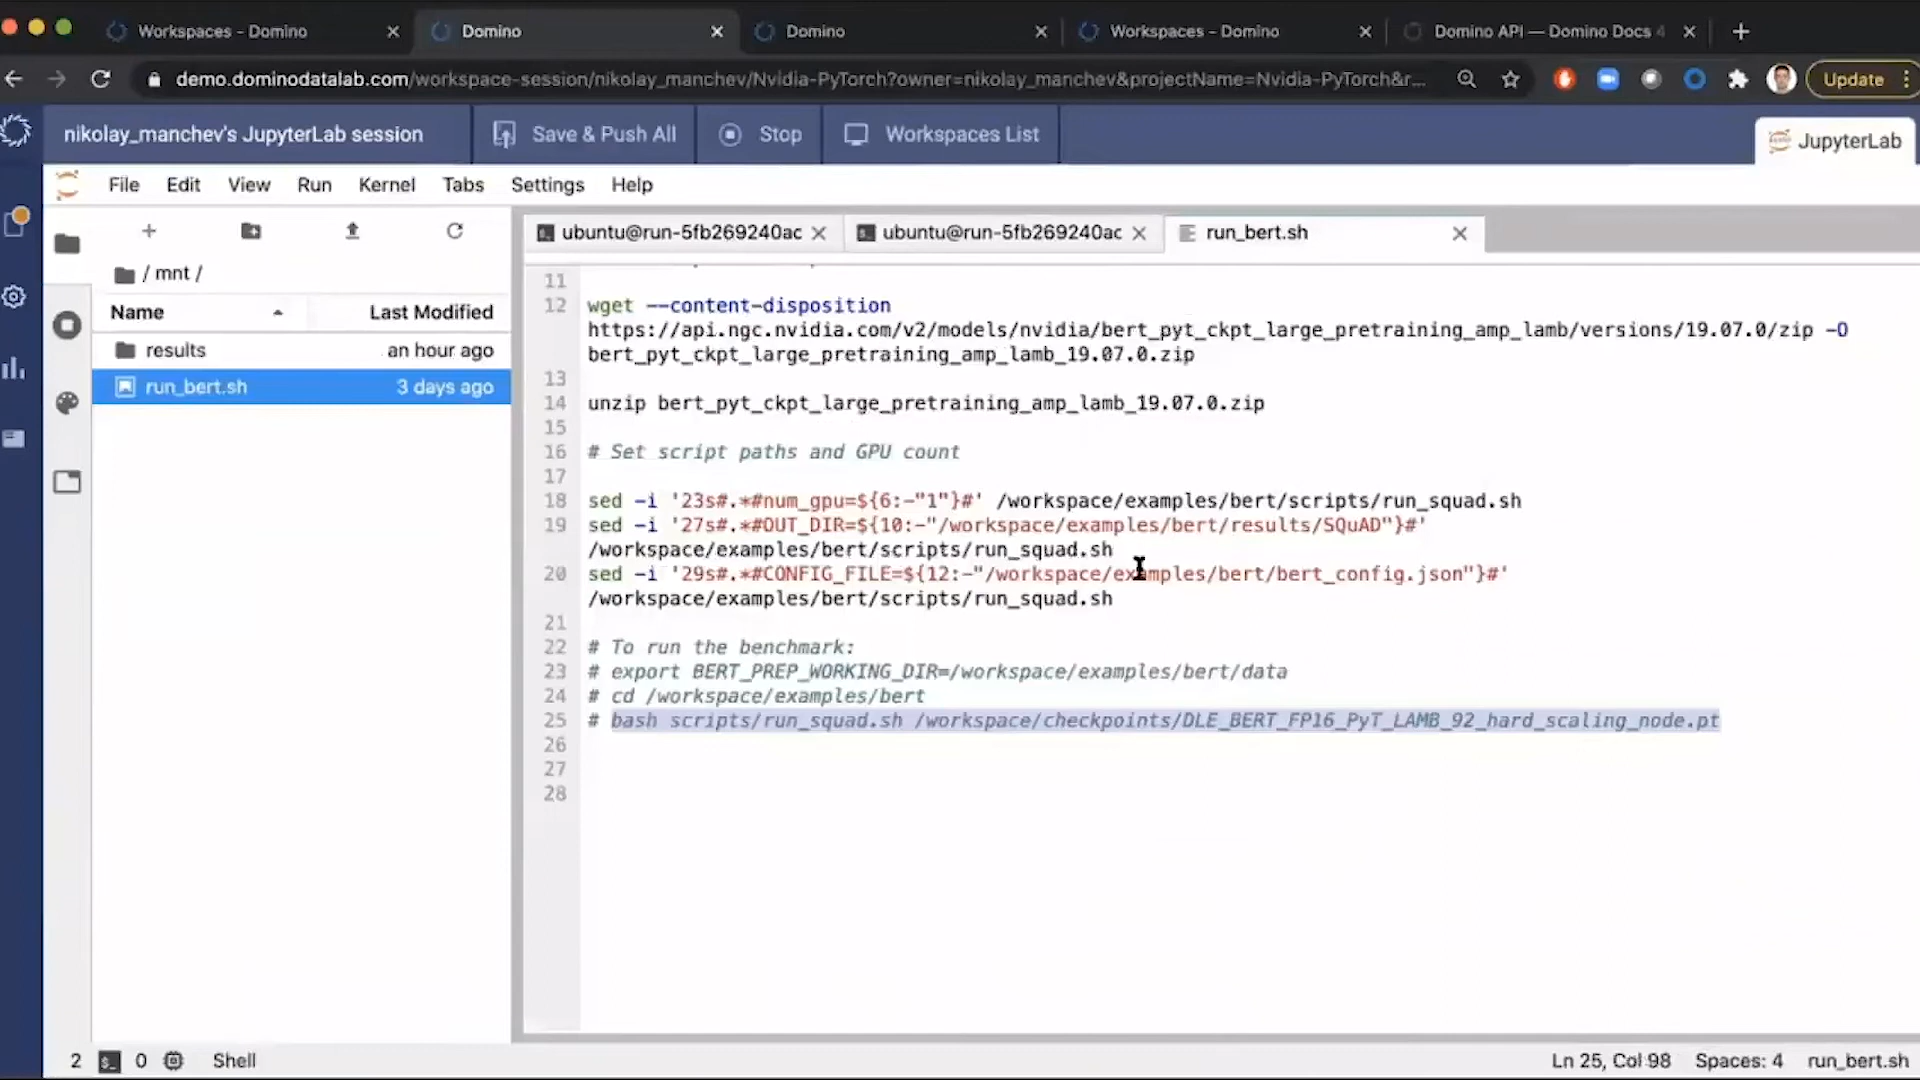 Workspaces - Domino
Domino
Domino
Workspaces - Domino
Domino API — Domino Docs 4
demo.dominodatalab.com/workspace-session/nikolay_manchev/Nvidia-PyTorch?owner=nikolay_manchev&projectName=Nvidia-PyTorch&r...
Update
nikolay_manchev's JupyterLab session
Save & Push All
Stop
Workspaces List
JupyterLab
File Edit View Run Kernel Tabs Settings Help
/ mnt /
Name Last Modified
results an hour ago
run_bert.sh 3 days ago
ubuntu@run-5fb269240ac
ubuntu@run-5fb269240ac
run_bert.sh
11
12 wget --content-disposition
https://api.ngc.nvidia.com/v2/models/nvidia/bert_pyt_ckpt_large_pretraining_amp_lamb/versions/19.07.0/zip -O
bert_pyt_ckpt_large_pretraining_amp_lamb_19.07.0.zip
13
14 unzip bert_pyt_ckpt_large_pretraining_amp_lamb_19.07.0.zip
15
16 # Set script paths and GPU count
17
18 sed -i '23s#.*#num_gpu=${6:-"1"}#' /workspace/examples/bert/scripts/run_squad.sh
19 sed -i '27s#.*#OUT_DIR=${10:-"/workspace/examples/bert/results/SQuAD"}#'
/workspace/examples/bert/scripts/run_squad.sh
20 sed -i '29s#.*#CONFIG_FILE=${12:-"/workspace/examples/bert/bert_config.json"}#'
/workspace/examples/bert/scripts/run_squad.sh
21
22 # To run the benchmark:
23 # export BERT_PREP_WORKING_DIR=/workspace/examples/bert/data
24 # cd /workspace/examples/bert
25 # bash scripts/run_squad.sh /workspace/checkpoints/DLE_BERT_FP16_PyT_LAMB_92_hard_scaling_node.pt
26
27
28
2 0 Shell
Ln 25, Col 98 Spaces: 4 run_bert.sh